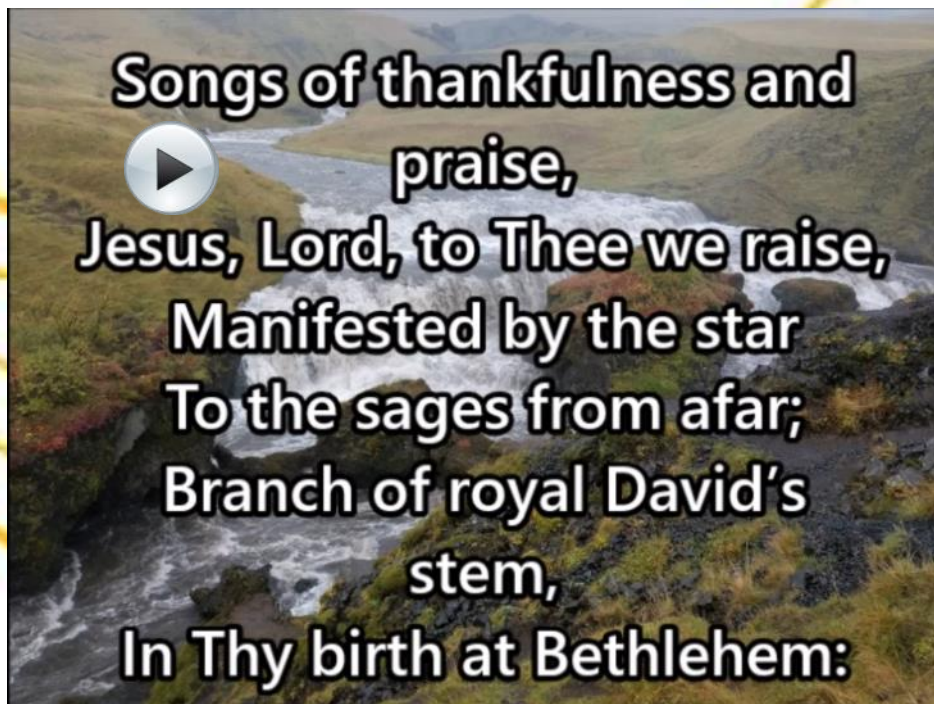 Songs of thankfulness and
praise,
Jesus, Lord, to Thee we raise,
Manifested by the star
To the sages from afar;
Branch of royal David’s
stem,
In Thy birth at Bethlehem: